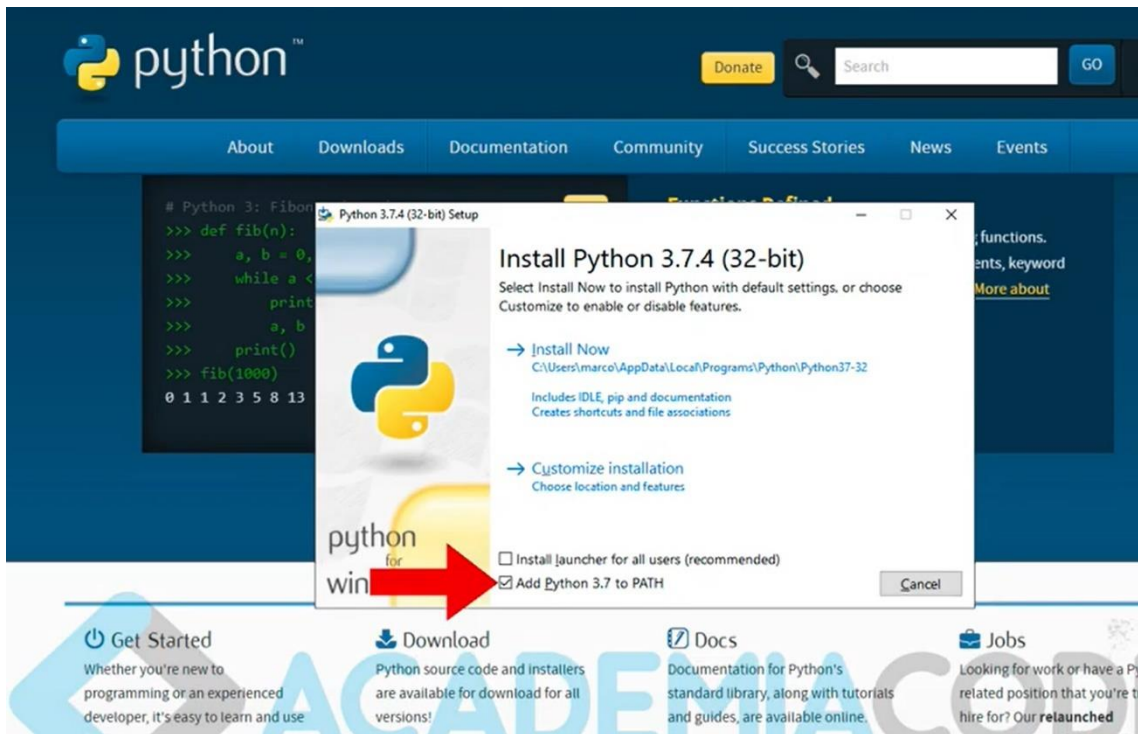 python™
Donate
Search
GO
About Downloads Documentation Community Success Stories News Events
# Python 3: Fibon
>>> def fib(n):
>>> a, b = 0,
>>> while a <
>>> print
>>> a, b
>>> print()
>>> fib(1000)
0 1 1 2 3 5 8 13
Functions Defined
functions.
ents, keyword
More about
Python 3.7.4 (32-bit) Setup
Install Python 3.7.4 (32-bit)
Select Install Now to install Python with default settings, or choose
Customize to enable or disable features.
Install Now
C:\Users\marco\AppData\Local\Programs\Python\Python37-32
Includes IDLE, pip and documentation
Creates shortcuts and file associations
Customize installation
Choose location and features
python
for
win
Install launcher for all users (recommended)
Add Python 3.7 to PATH
Cancel
Get Started
Whether you're new to
programming or an experienced
developer, it's easy to learn and use
Download
Python source code and installers
are available for download for all
versions!
Docs
Documentation for Python's
standard library, along with tutorials
and guides, are available online.
Jobs
Looking for work or have a Py
related position that you're t
hire for? Our relaunched
ACADEMIACODE